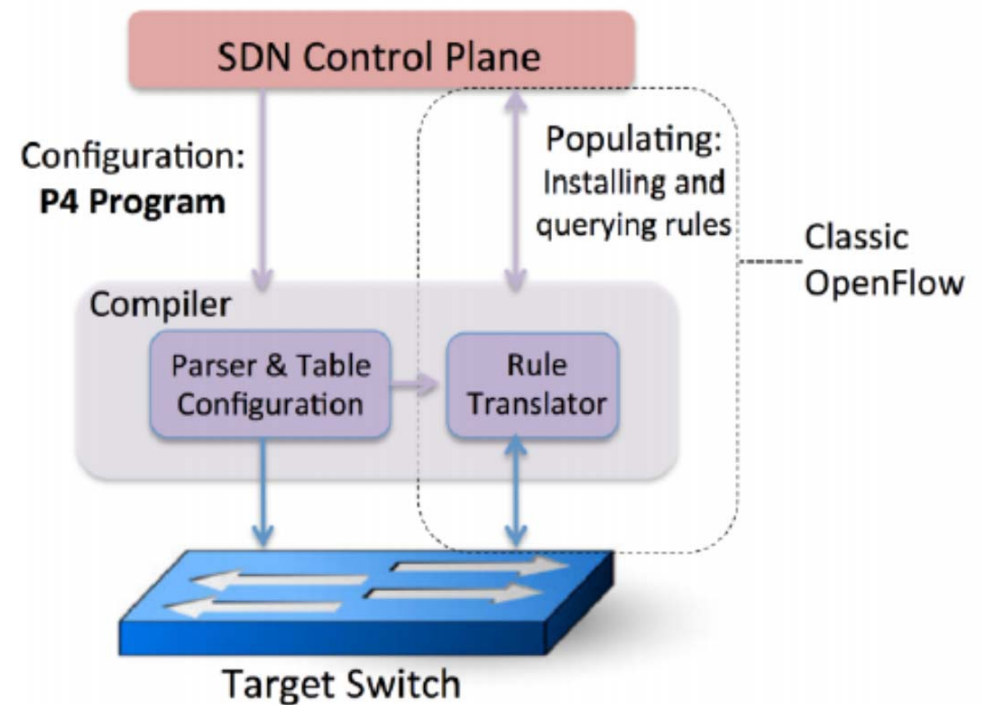 SDN Control Plane
Configuration:
P4 Program
Populating:
Installing and
querying rules
Classic
OpenFlow
Compiler
Parser & Table
Configuration
Rule
Translator
Target Switch